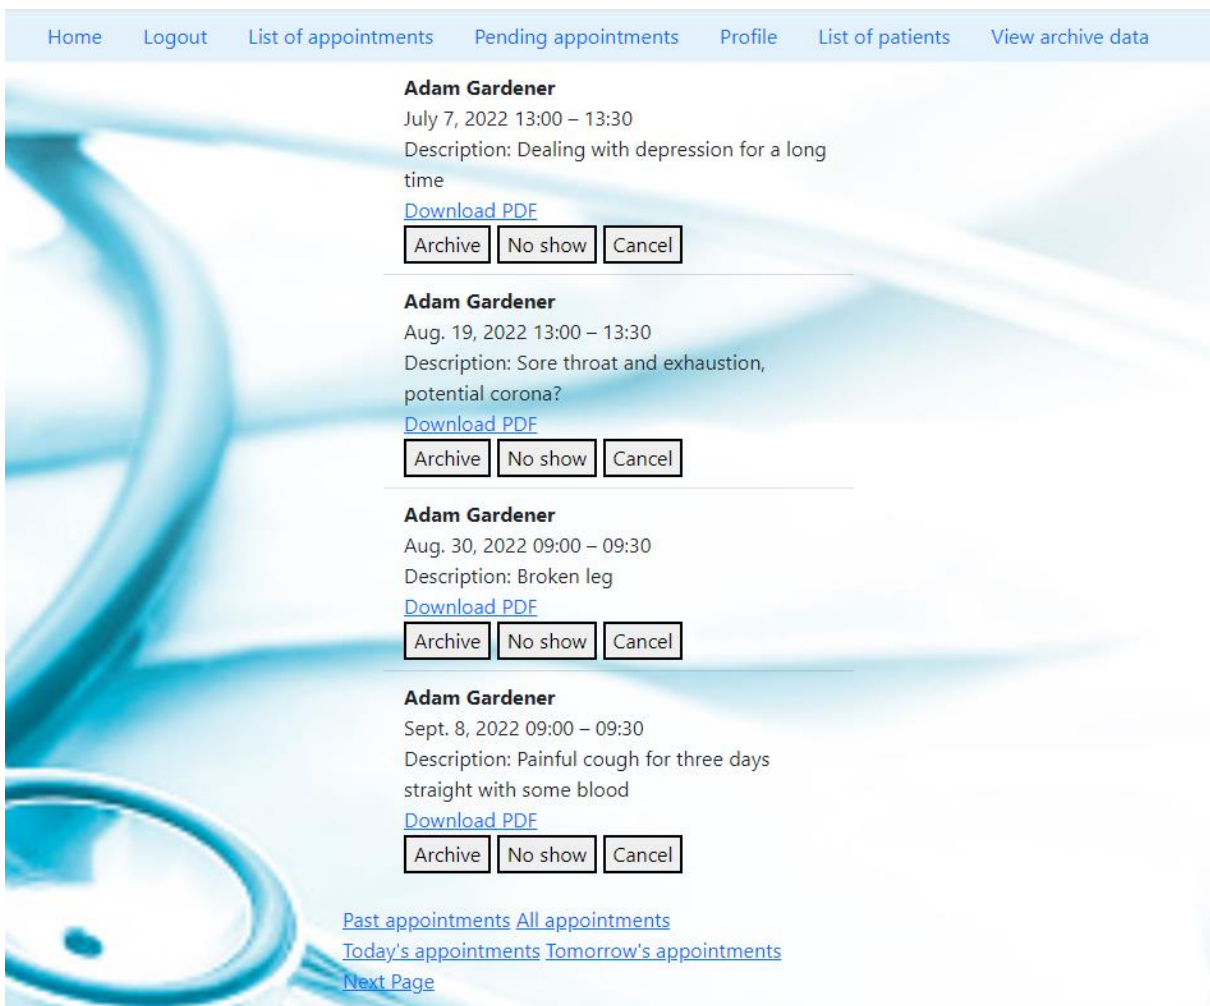 Home Logout List of appointments Pending appointments Profile List of patients View archive data
Adam Gardener
July 7, 2022 13:00 – 13:30
Description: Dealing with depression for a long
time
Download PDF
Archive No show Cancel
Adam Gardener
Aug. 19, 2022 13:00 – 13:30
Description: Sore throat and exhaustion,
potential corona?
Download PDF
Archive No show Cancel
Adam Gardener
Aug. 30, 2022 09:00 – 09:30
Description: Broken leg
Download PDF
Archive No show Cancel
Adam Gardener
Sept. 8, 2022 09:00 – 09:30
Description: Painful cough for three days
straight with some blood
Download PDF
Archive No show Cancel
Past appointments All appointments
Today's appointments Tomorrow's appointments
Next Page